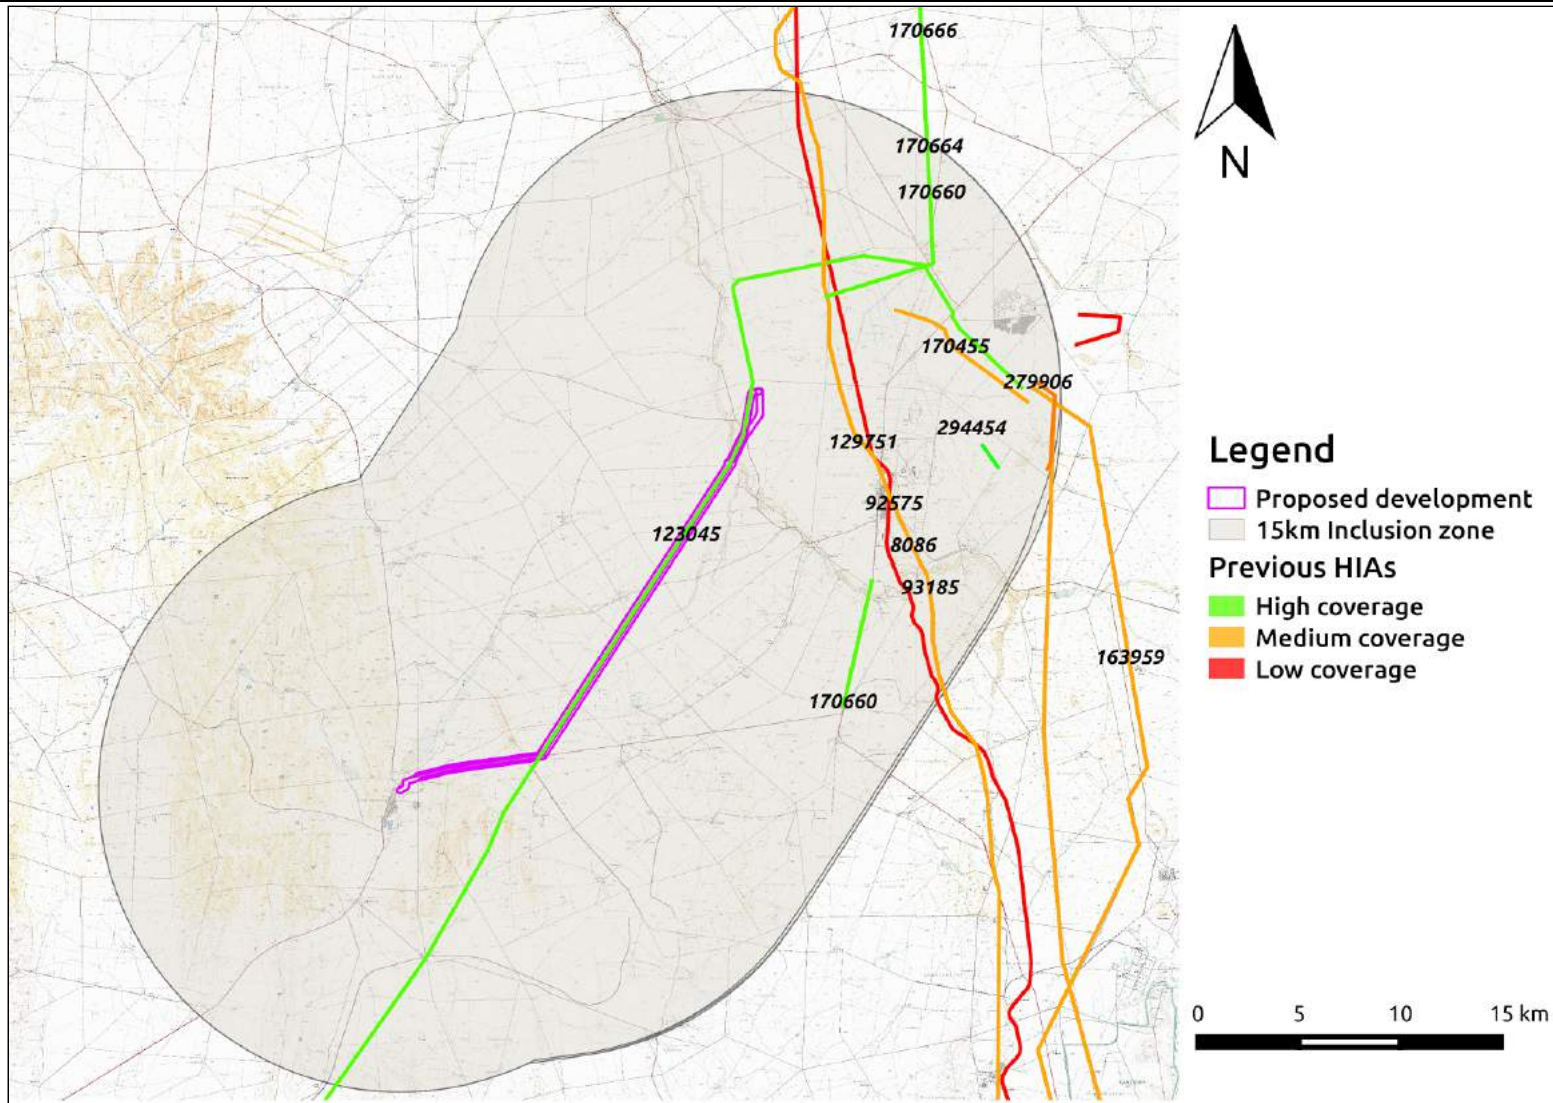 170666
170664
170660
170455
279906
129751
294454
92575
123045
8086
93185
163959
170660
N
Legend
Proposed development
15km Inclusion zone
Previous HIAs
High coverage
Medium coverage
Low coverage
0 5 10 15 km